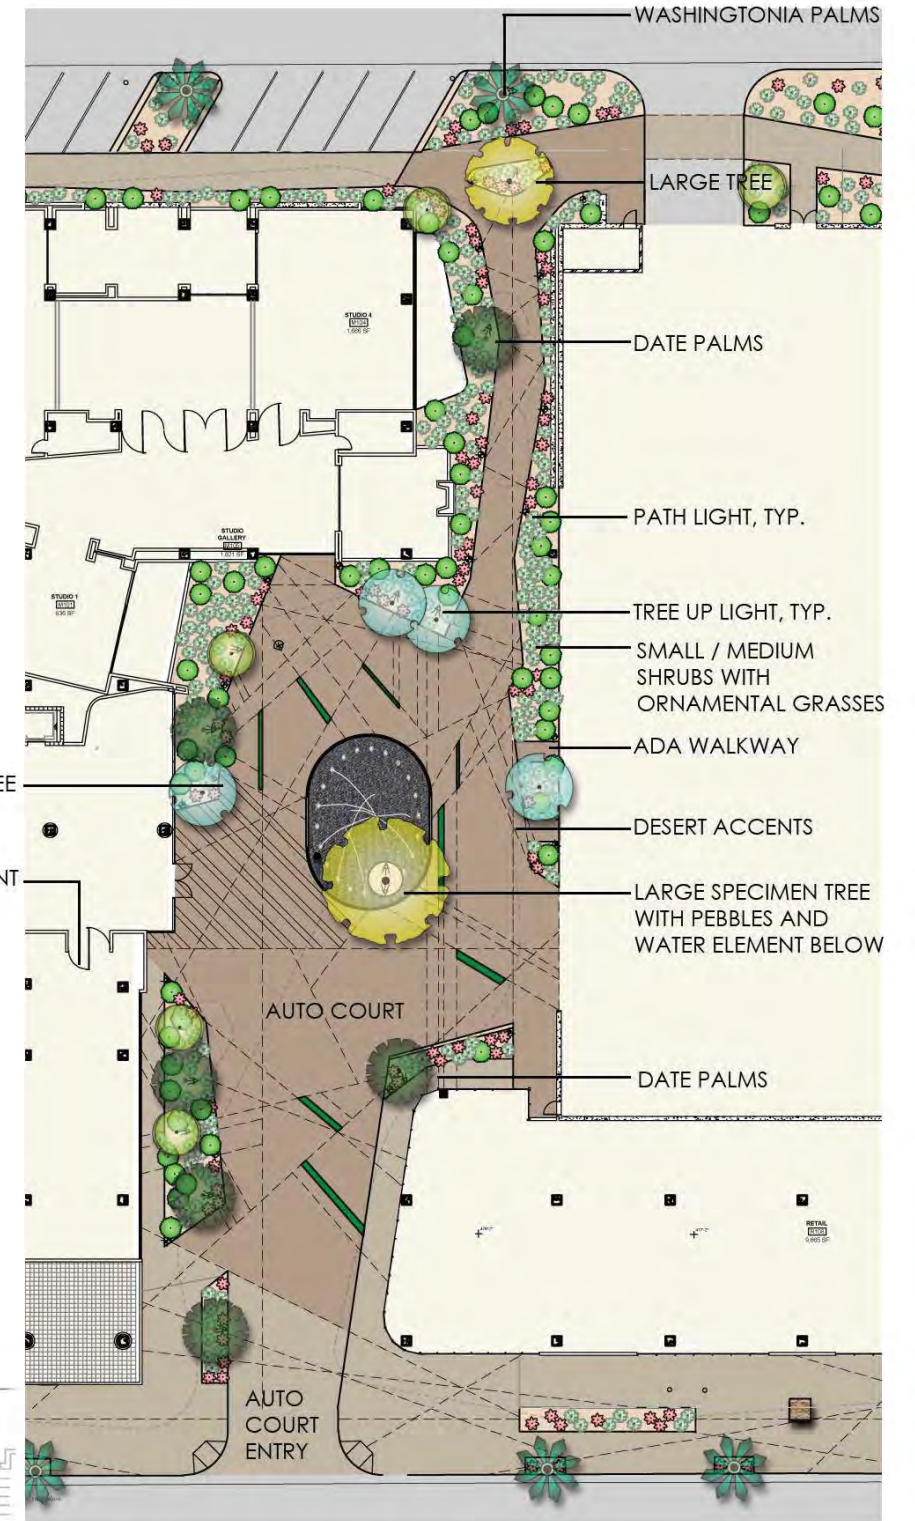 WASHINGTONIA PALMS
LARGE TREE
STUDIO 4
DATE PALMS
PATH LIGHT, TYP.
STUDIO
GALLERY
STUDIO 1
TREE UP LIGHT, TYP.
SMALL / MEDIUM
SHRUBS WITH
ORNAMENTAL GRASSES
ADA WALKWAY
EE
DESERT ACCENTS
NT
LARGE SPECIMEN TREE
WITH PEBBLES AND
WATER ELEMENT BELOW
AUTO COURT
DATE PALMS
RETAIL
AUTO
COURT
ENTRY